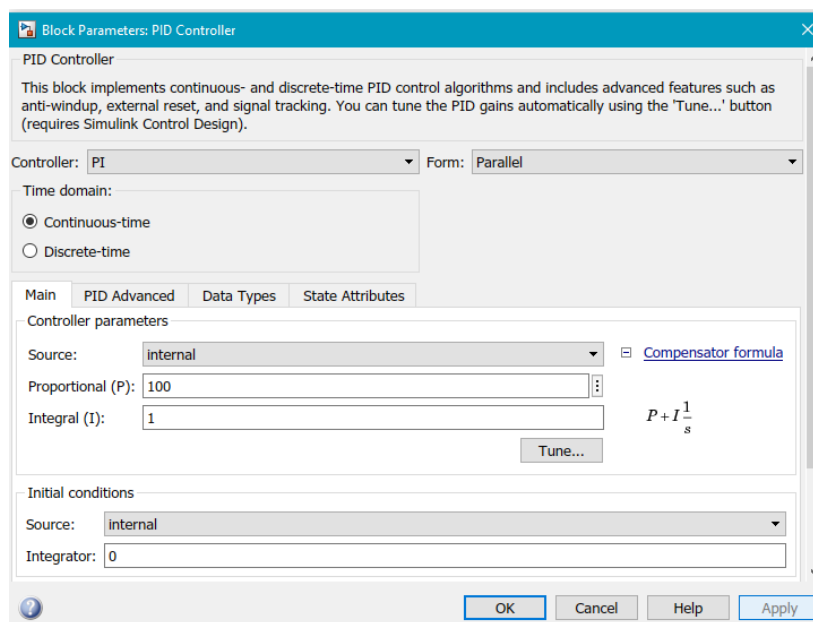 Block Parameters: PID Controller
PID Controller
This block implements continuous- and discrete-time PID control algorithms and includes advanced features such as
anti-windup, external reset, and signal tracking. You can tune the PID gains automatically using the 'Tune...' button
(requires Simulink Control Design).
Controller: PI Form: Parallel
Time domain:
Continuous-time
Discrete-time
Main PID Advanced Data Types State Attributes
Controller parameters
Source: internal Compensator formula
Proportional (P): 100
Integral (I): 1
P + I 1/s
Tune...
Initial conditions
Source: internal
Integrator: 0
OK Cancel Help Apply